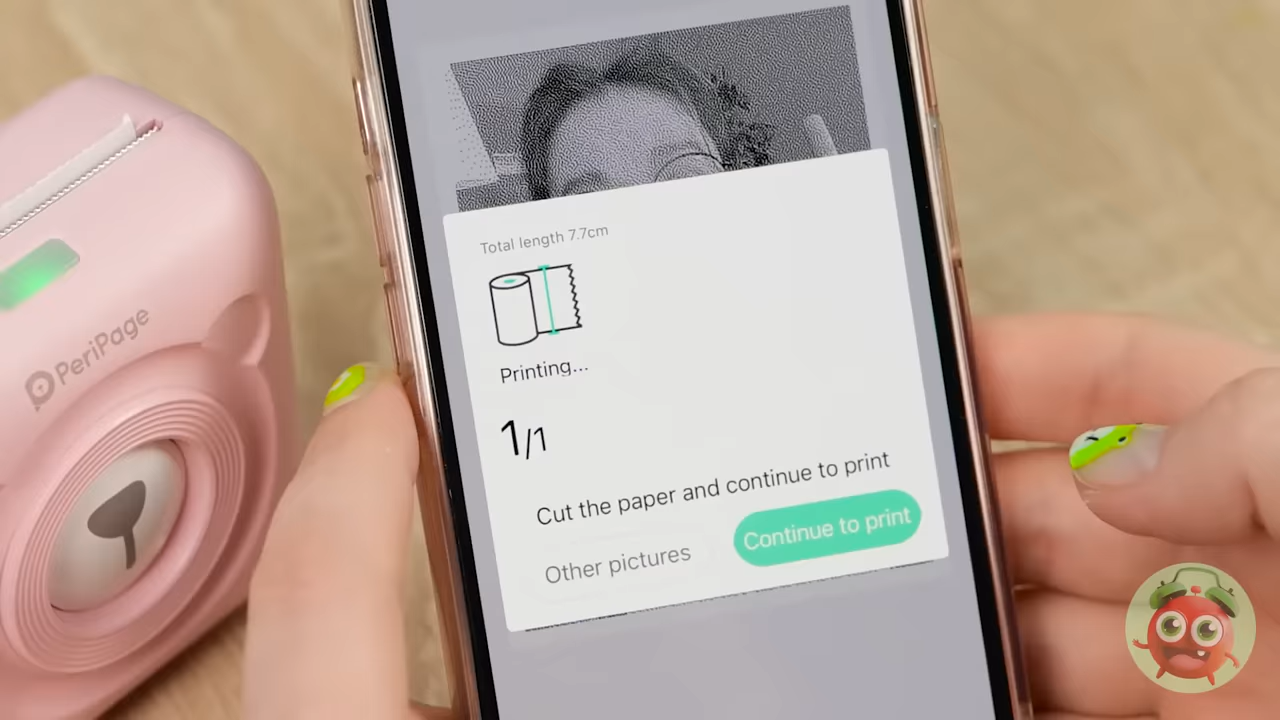 PeriPage
Total length 7.7cm
Printing...
1/1
Cut the paper and continue to print
Other pictures
Continue to print